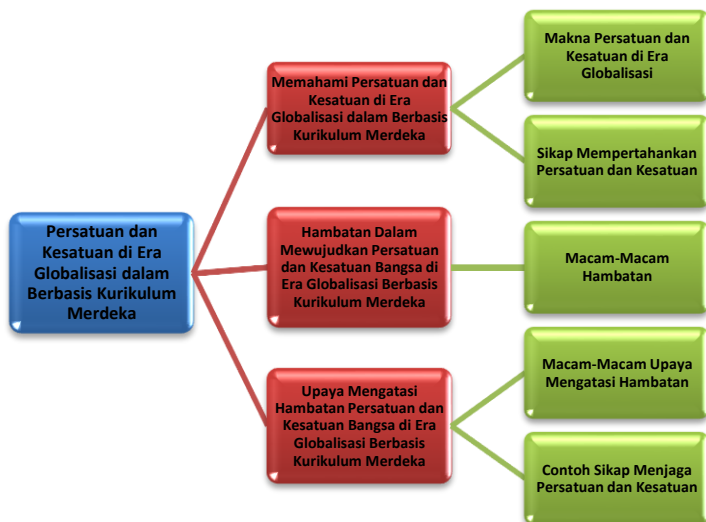 Persatuan dan
Kesatuan di Era
Globalisasi dalam
Berbasis Kurikulum
Merdeka
Memahami Persatuan dan
Kesatuan di Era
Globalisasi dalam Berbasis
Kurikulum Merdeka
Makna Persatuan dan
Kesatuan di Era
Globalisasi
Sikap Mempertahankan
Persatuan dan Kesatuan
Hambatan Dalam
Mewujudkan Persatuan
dan Kesatuan Bangsa di
Era Globalisasi Berbasis
Kurikulum Merdeka
Macam-Macam
Hambatan
Upaya Mengatasi
Hambatan Persatuan dan
Kesatuan Bangsa di Era
Globalisasi Berbasis
Kurikulum Merdeka
Macam-Macam Upaya
Mengatasi Hambatan
Contoh Sikap Menjaga
Persatuan dan Kesatuan